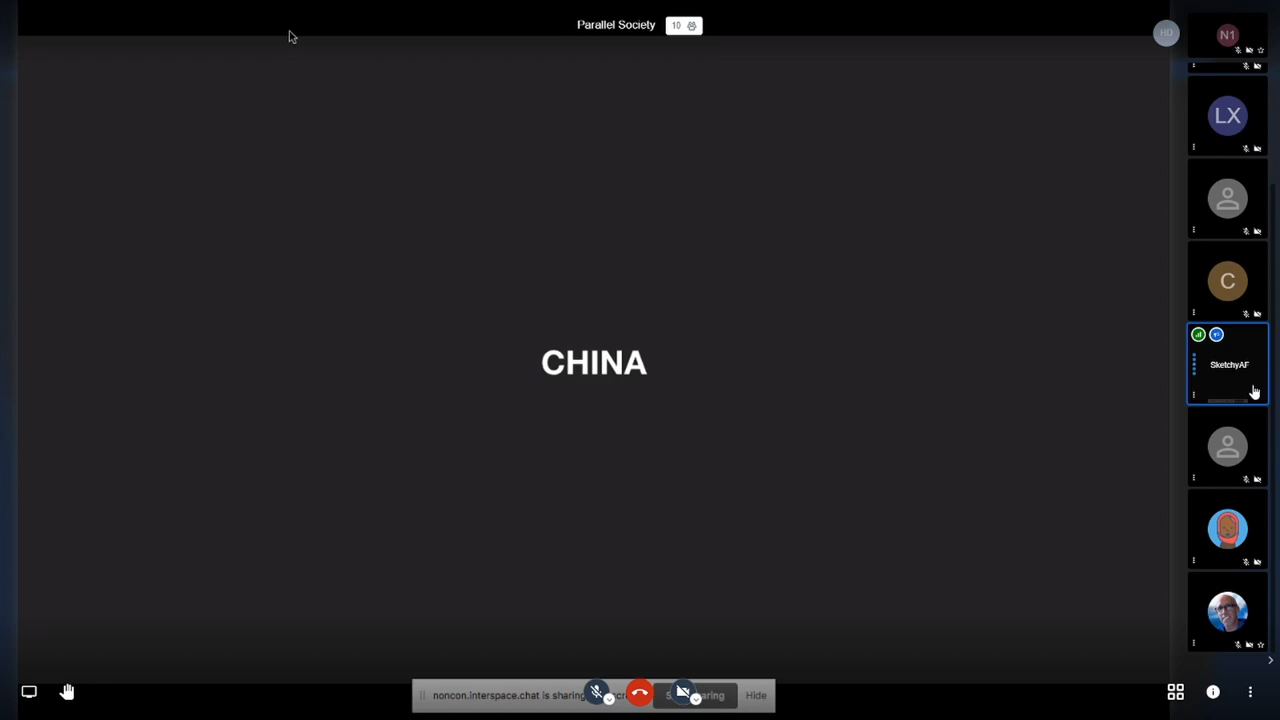 Parallel Society
10
HD
N1
LX
C
SketchyAF
CHINA
noncon.interspace.chat is sharing
Hide